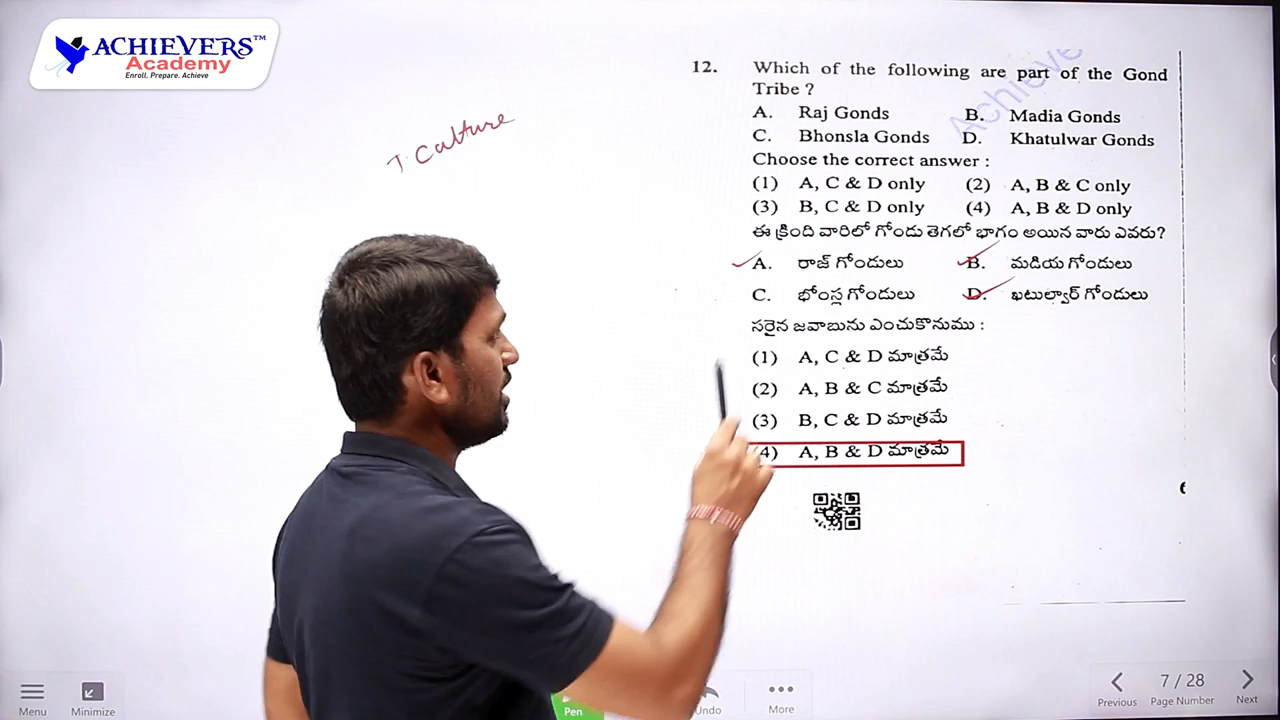 ACHIEVERS™
Academy
Enroll. Prepare. Achieve
T. Culture
Achieve
12. Which of the following are part of the Gond
Tribe ?
A. Raj Gonds B. Madia Gonds
C. Bhonsla Gonds D. Khatulwar Gonds
Choose the correct answer :
(1) A, C & D only (2) A, B & C only
(3) B, C & D only (4) A, B & D only
ఈ క్రింది వారిలో గోండు తెగలో భాగం అయిన వారు ఎవరు?
A. రాజ్ గోండులు B. మడియ గోండులు
C. భోంస్ల గోండులు D. ఖటుల్వార్ గోండులు
సరైన జవాబును ఎంచుకొనుము :
(1) A, C & D మాత్రమే
(2) A, B & C మాత్రమే
(3) B, C & D మాత్రమే
(4) A, B & D మాత్రమే
Menu Minimize Pen Undo More Previous 7 / 28 Page Number Next